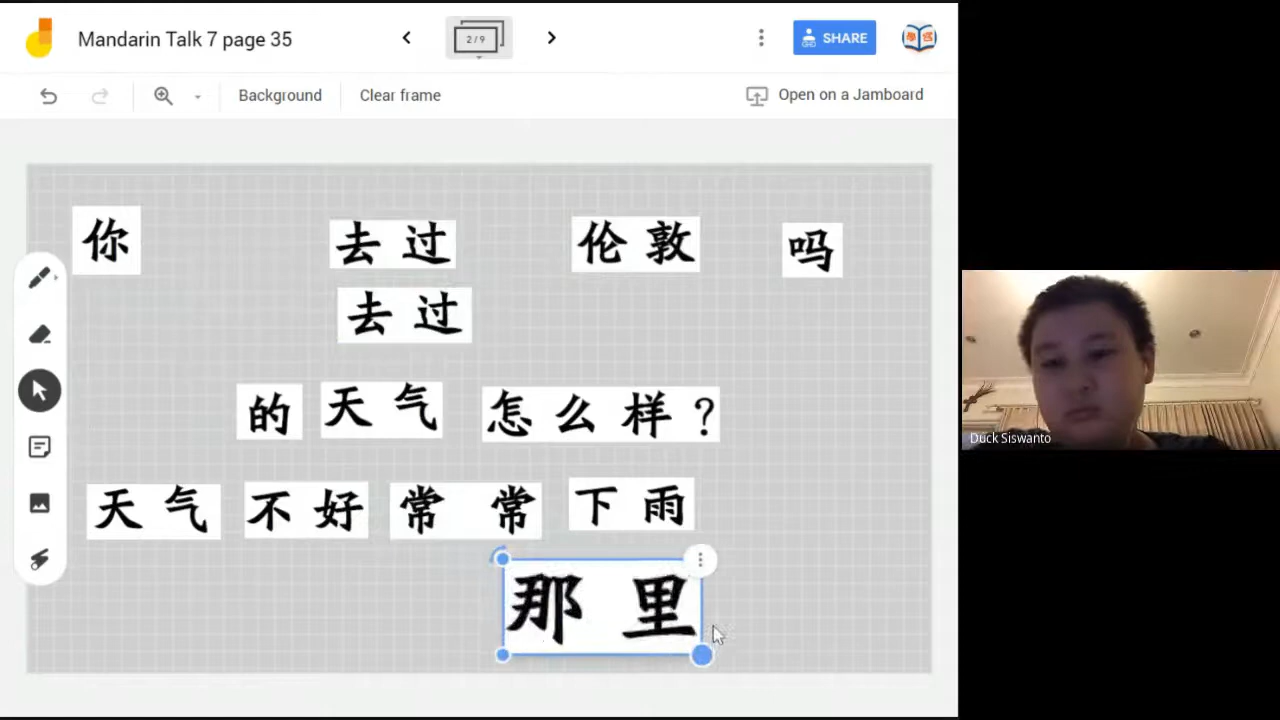 Mandarin Talk 7 page 35
2 / 9
SHARE
學習
Background
Clear frame
Open on a Jamboard
你 去过 伦敦 吗
去过
的 天气 怎么样？
天气 不好 常 常 下雨
那里
Duck Siswanto